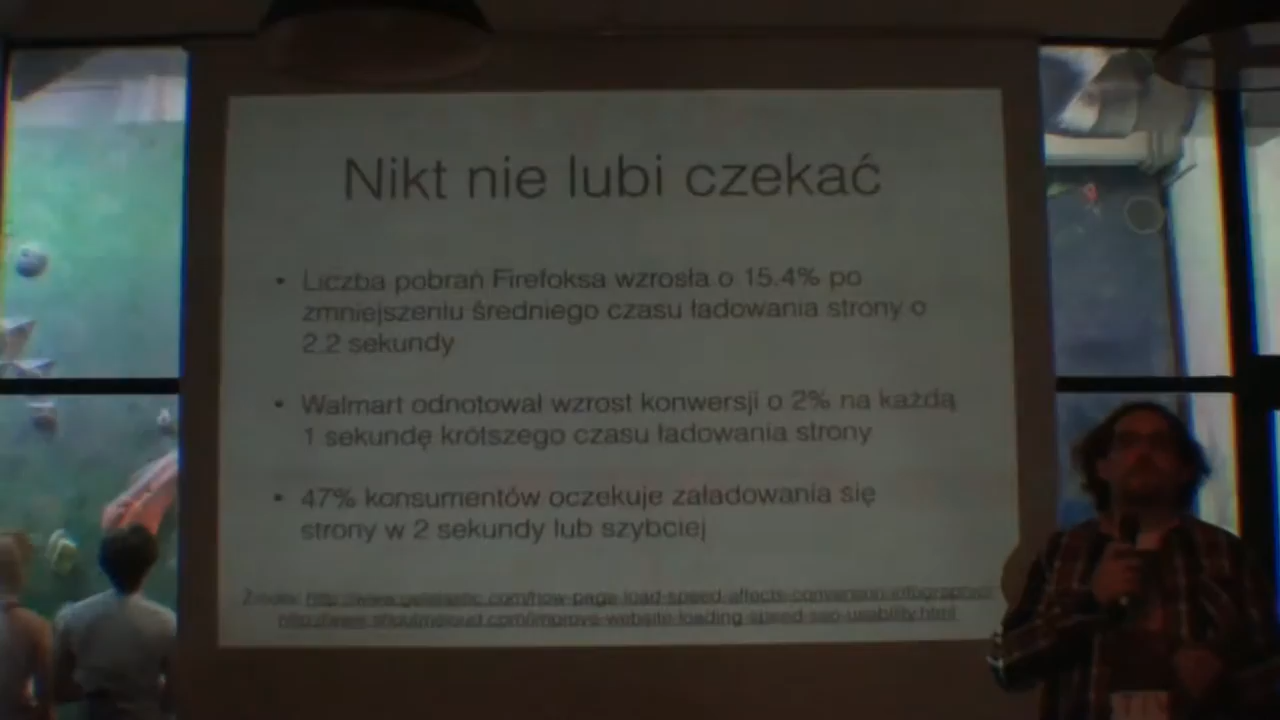 Nikt nie lubi czekać
• Liczba pobrań Firefoksa wzrosła o 15.4% po
zmniejszeniu średniego czasu ładowania strony o
2.2 sekundy
• Walmart odnotował wzrost konwersji o 2% na każdą
1 sekundę krótszego czasu ładowania strony
• 47% konsumentów oczekuje załadowania się
strony w 2 sekundy lub szybciej